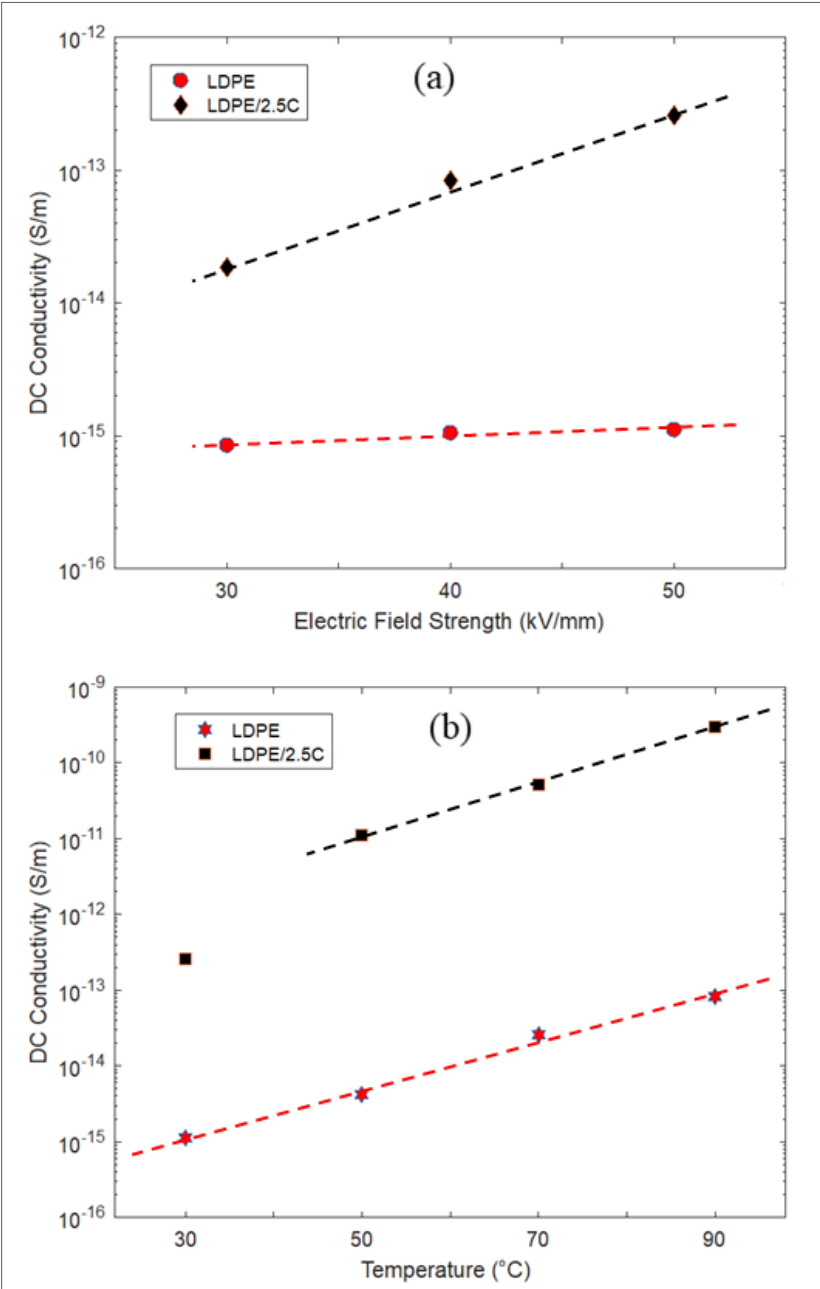 (a)
LDPE
LDPE/2.5C
DC Conductivity (S/m)
10^-12
10^-13
10^-14
10^-15
10^-16
30 40 50
Electric Field Strength (kV/mm)
(b)
LDPE
LDPE/2.5C
DC Conductivity (S/m)
10^-9
10^-10
10^-11
10^-12
10^-13
10^-14
10^-15
10^-16
30 50 70 90
Temperature (°C)